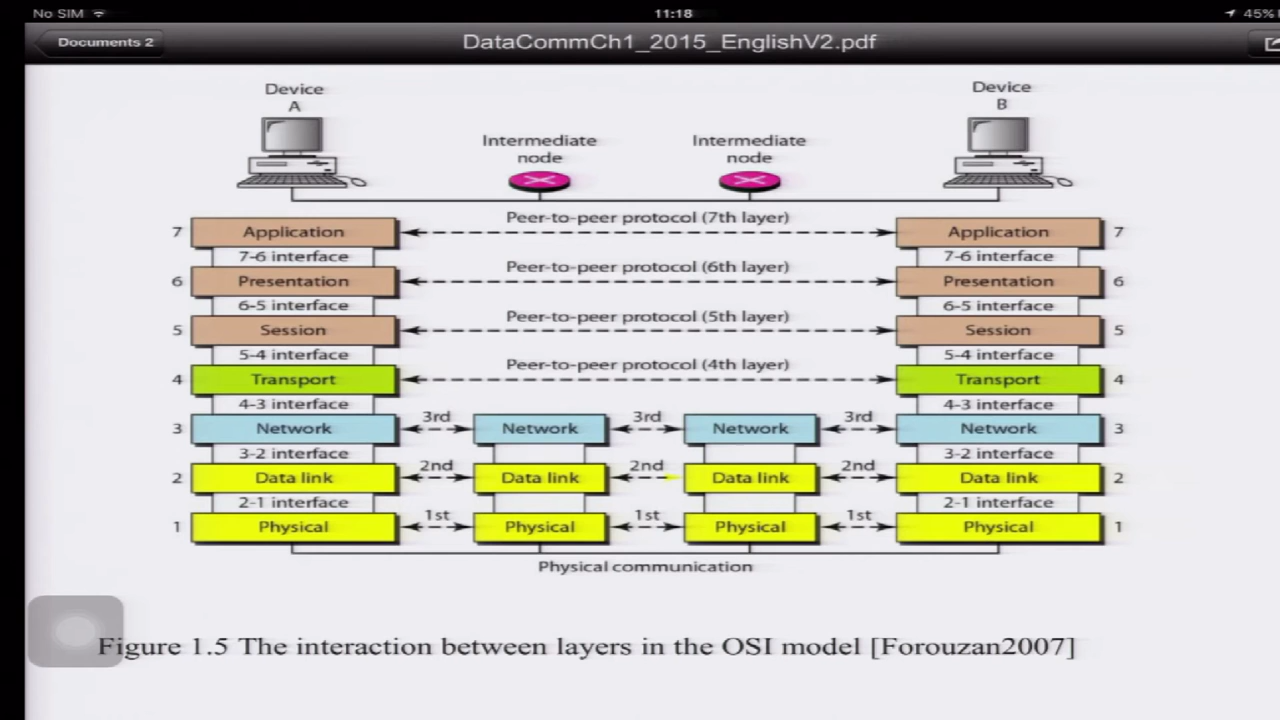 No SIM
11:18
45%
Documents 2
DataCommCh1_2015_EnglishV2.pdf
Device
A
Device
B
Intermediate
node
Intermediate
node
Peer-to-peer protocol (7th layer)
7 Application
Application 7
7-6 interface
7-6 interface
Peer-to-peer protocol (6th layer)
6 Presentation
Presentation 6
6-5 interface
6-5 interface
Peer-to-peer protocol (5th layer)
5 Session
Session 5
5-4 interface
5-4 interface
Peer-to-peer protocol (4th layer)
4 Transport
Transport 4
4-3 interface
4-3 interface
3rd 3rd 3rd
3 Network Network Network Network 3
3-2 interface
3-2 interface
2nd 2nd 2nd
2 Data link Data link Data link Data link 2
2-1 interface
2-1 interface
1st 1st 1st
1 Physical Physical Physical Physical 1
Physical communication
Figure 1.5 The interaction between layers in the OSI model [Forouzan2007]